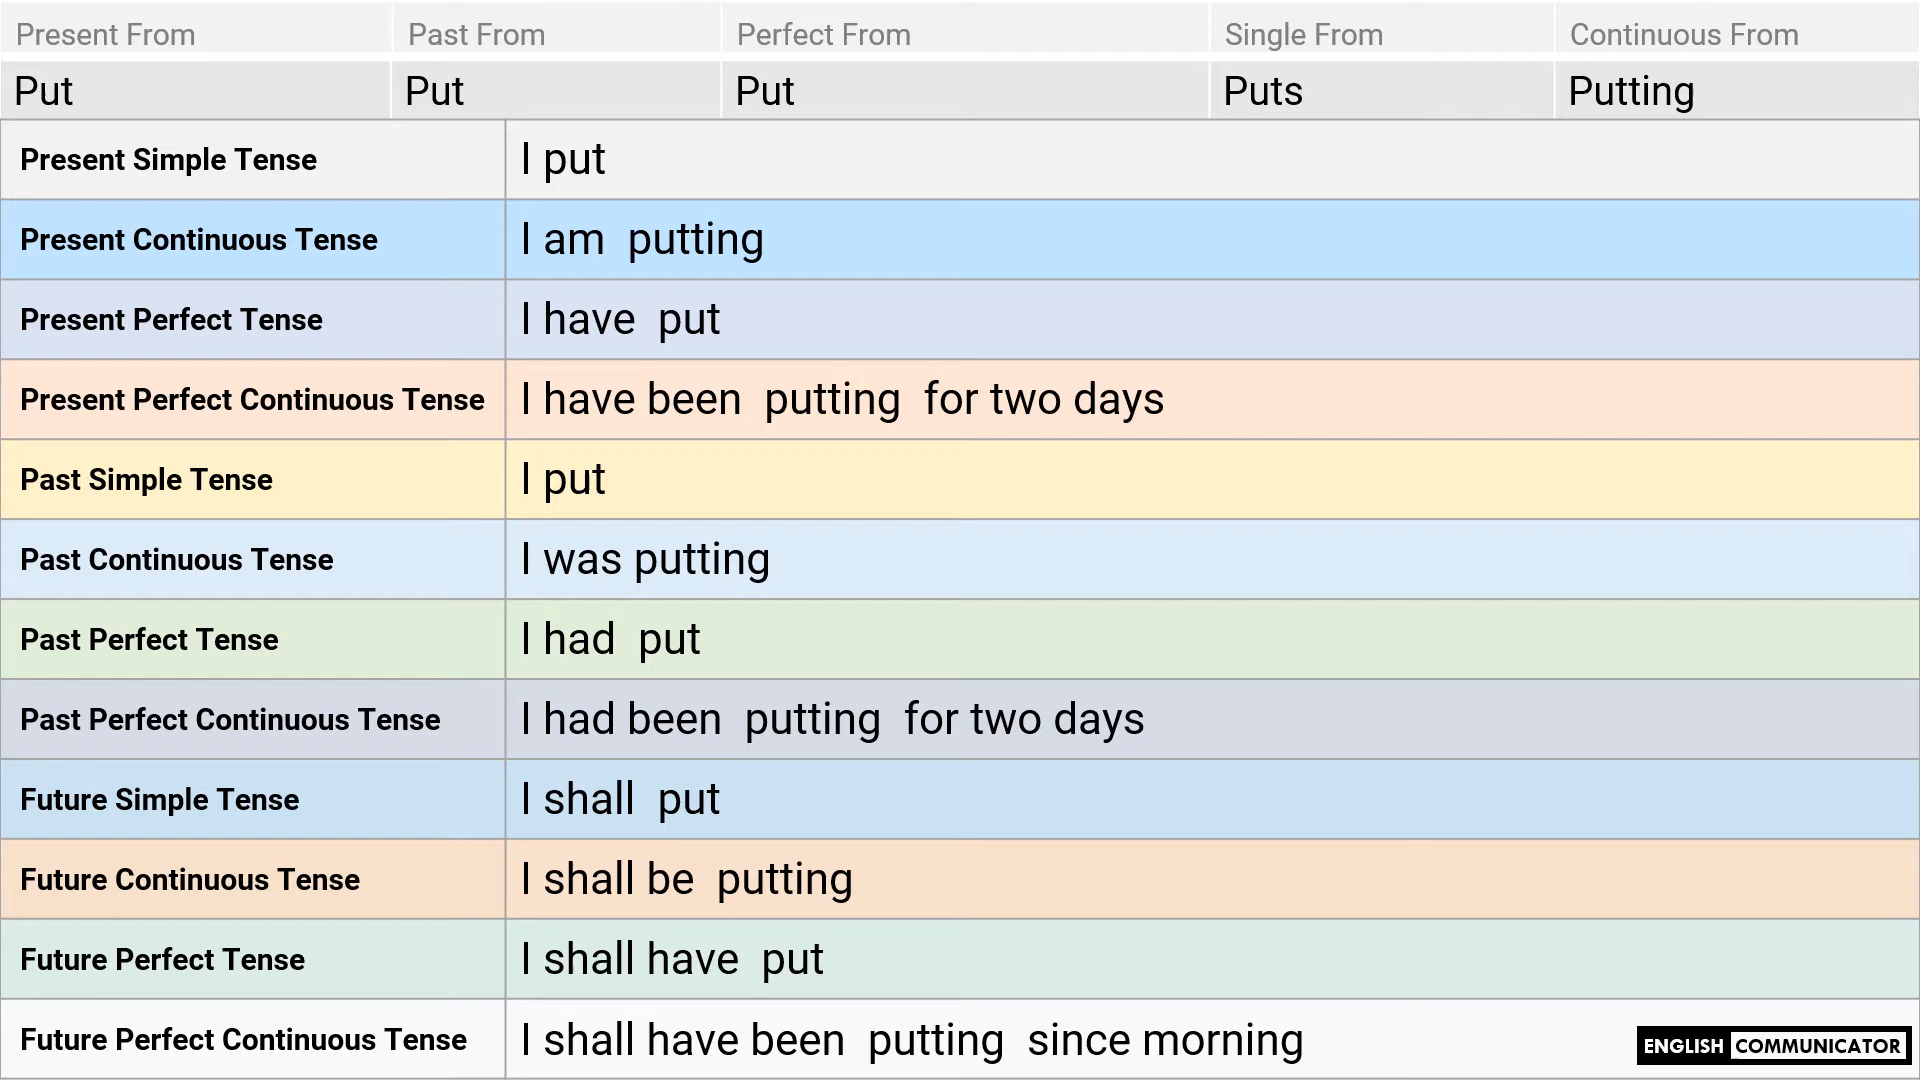 Present From Past From Perfect From Single From Continuous From
Put Put Put Puts Putting
Present Simple Tense I put
Present Continuous Tense I am putting
Present Perfect Tense I have put
Present Perfect Continuous Tense I have been putting for two days
Past Simple Tense I put
Past Continuous Tense I was putting
Past Perfect Tense I had put
Past Perfect Continuous Tense I had been putting for two days
Future Simple Tense I shall put
Future Continuous Tense I shall be putting
Future Perfect Tense I shall have put
Future Perfect Continuous Tense I shall have been putting since morning
ENGLISH COMMUNICATOR